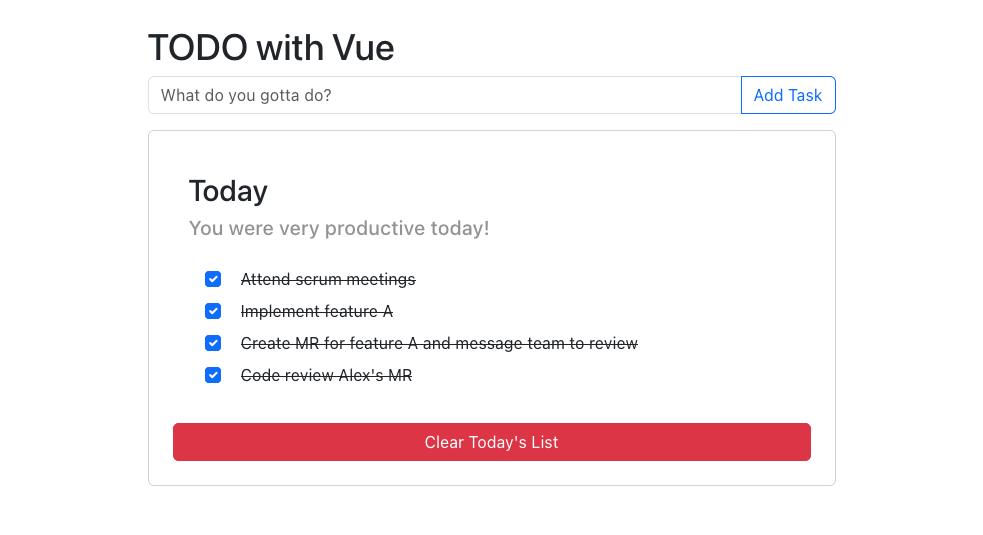 TODO with Vue
What do you gotta do?
Add Task
Today
You were very productive today!
Attend scrum meetings
Implement feature A
Create MR for feature A and message team to review
Code review Alex's MR
Clear Today's List